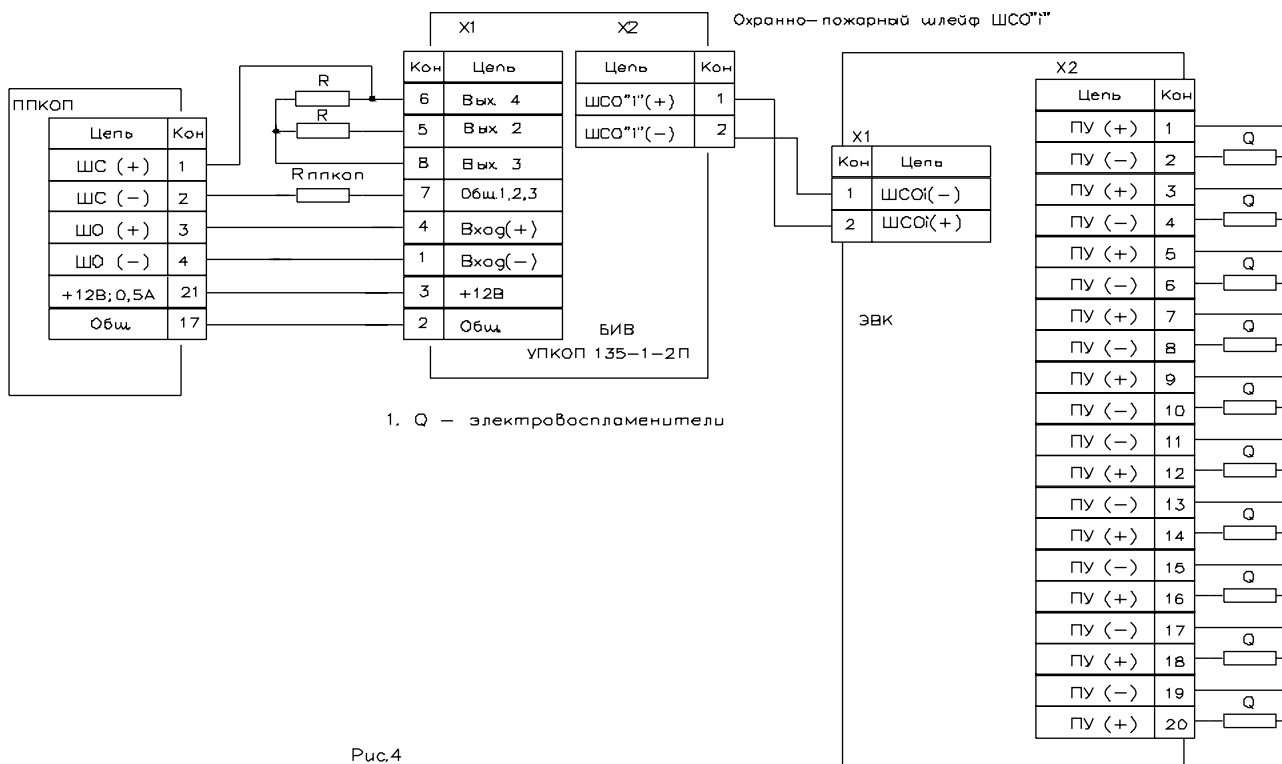 Охранно-пожарный шлейф ШСО"i"
X1
X2
Кон Цепь
6 Вых. 4
5 Вых. 2
8 Вых. 3
7 Общ.1,2,3
4 Вход(+)
1 Вход(-)
3 +12В
2 Общ.
Цепь Кон
ШСО"1"(+) 1
ШСО"1"(-) 2
БИВ
УПКОП 135-1-2П
ППКОП
Цепь Кон
ШС (+) 1
ШС (-) 2
ШО (+) 3
ШО (-) 4
+12В;0,5А 21
Общ. 17
R
R
Rппкоп
X1
Кон Цепь
1 ШСОi(-)
2 ШСОi(+)
ЭВК
X2
Цепь Кон
ПУ (+) 1
ПУ (-) 2
ПУ (+) 3
ПУ (-) 4
ПУ (+) 5
ПУ (-) 6
ПУ (+) 7
ПУ (-) 8
ПУ (+) 9
ПУ (-) 10
ПУ (-) 11
ПУ (+) 12
ПУ (-) 13
ПУ (+) 14
ПУ (-) 15
ПУ (+) 16
ПУ (-) 17
ПУ (+) 18
ПУ (-) 19
ПУ (+) 20
Q
Q
Q
Q
Q
Q
Q
Q
Q
Q
1. Q — электровоспламенители
Рис.4